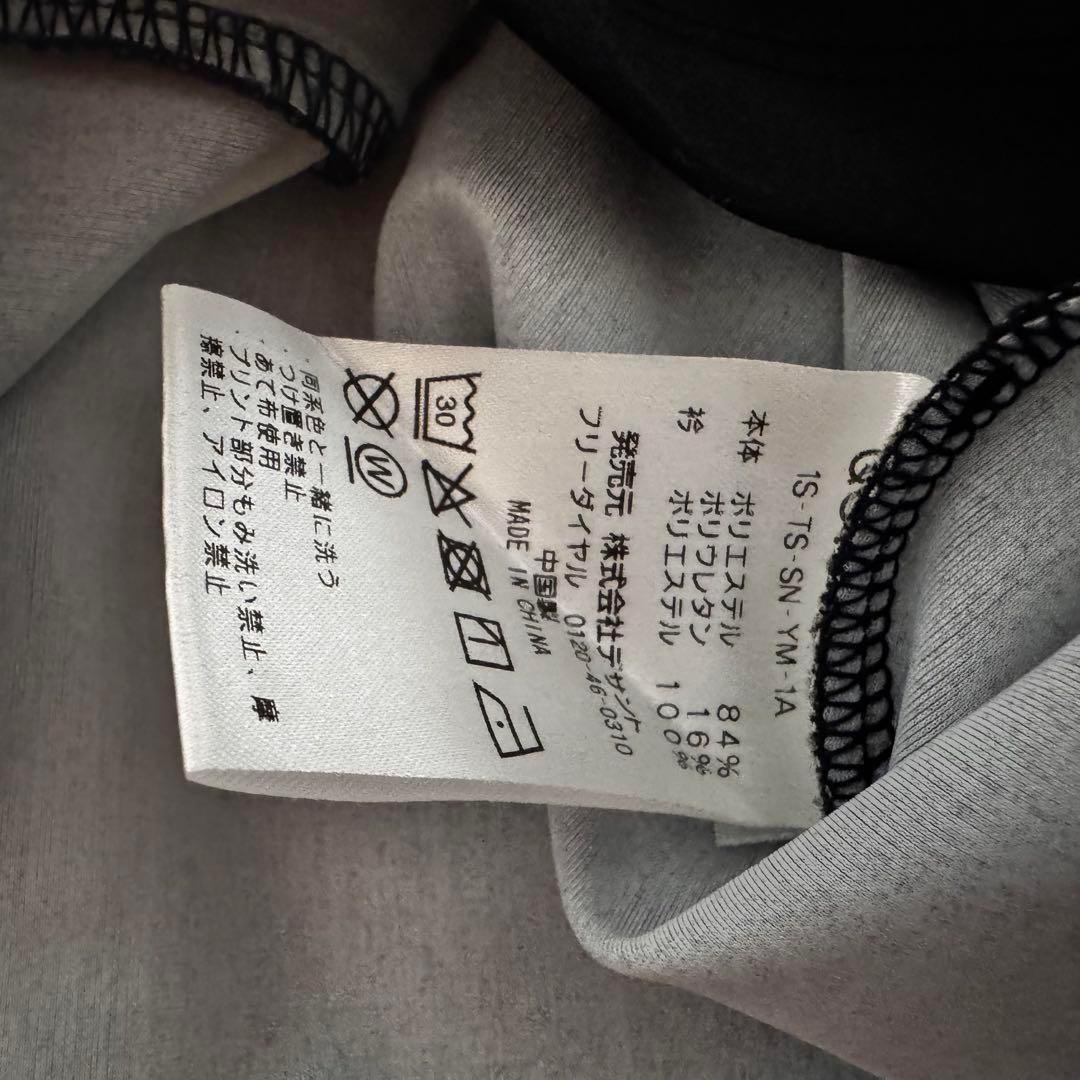 1S-TS-SN-YM-1A
本体 ポリエステル 84%
ポリウレタン 16%
衿 ポリエステル 100%
発売元 株式会社デサント
フリーダイヤル 0120-46-0310
中国製
MADE IN CHINA
30
W
・同系色と一緒に洗う
・つけ置き禁止
・あて布使用
・プリント部分もみ洗い禁止、摩
擦禁止、アイロン禁止